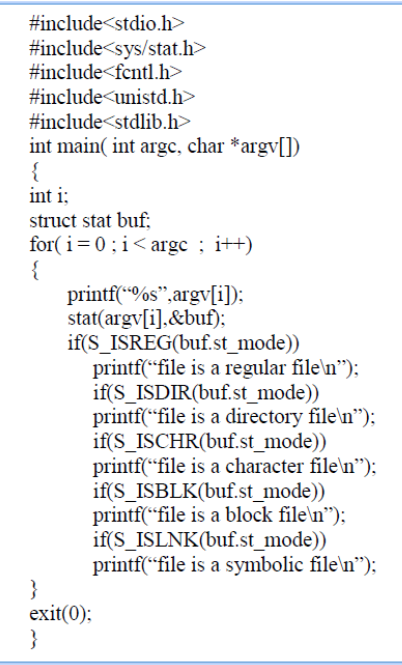 #include<stdio.h>
#include<sys/stat.h>
#include<fcntl.h>
#include<unistd.h>
#include<stdlib.h>
int main( int argc, char *argv[])
{
int i;
struct stat buf;
for( i = 0 ; i < argc  ;  i++)
{
printf(“%s”,argv[i]);
stat(argv[i],&buf);
if(S_ISREG(buf.st_mode))
printf(“file is a regular file\n”);
if(S_ISDIR(buf.st_mode))
printf(“file is a directory file\n”);
if(S_ISCHR(buf.st_mode))
printf(“file is a character file\n”);
if(S_ISBLK(buf.st_mode))
printf(“file is a block file\n”);
if(S_ISLNK(buf.st_mode))
printf(“file is a symbolic file\n”);
}
exit(0);
}